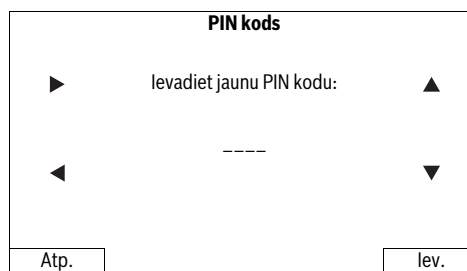 PIN kods
Ievadiet jaunu PIN kodu:
____
Atp.
Iev.